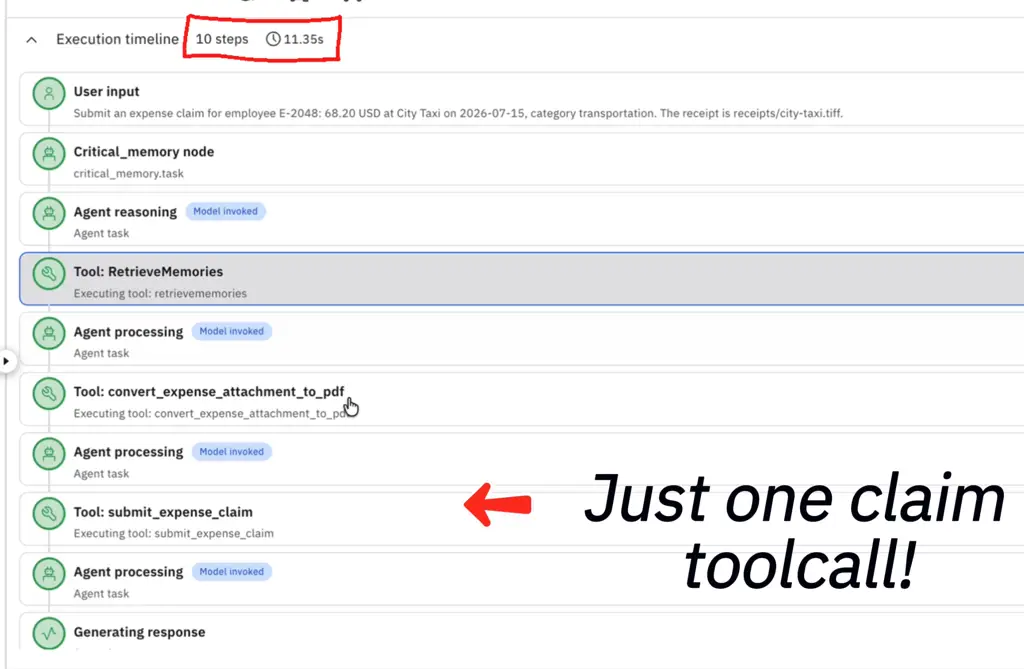 Execution timeline 10 steps 11.35s
User input
Submit an expense claim for employee E-2048: 68.20 USD at City Taxi on 2026-07-15, category transportation. The receipt is receipts/city-taxi.tiff.
Critical_memory node
critical_memory.task
Agent reasoning Model invoked
Agent task
Tool: RetrieveMemories
Executing tool: retrievememories
Agent processing Model invoked
Agent task
Tool: convert_expense_attachment_to_pdf
Executing tool: convert_expense_attachment_to_pdf
Agent processing Model invoked
Agent task
Tool: submit_expense_claim
Executing tool: submit_expense_claim
Agent processing Model invoked
Agent task
Generating response
Just one claim
toolcall!